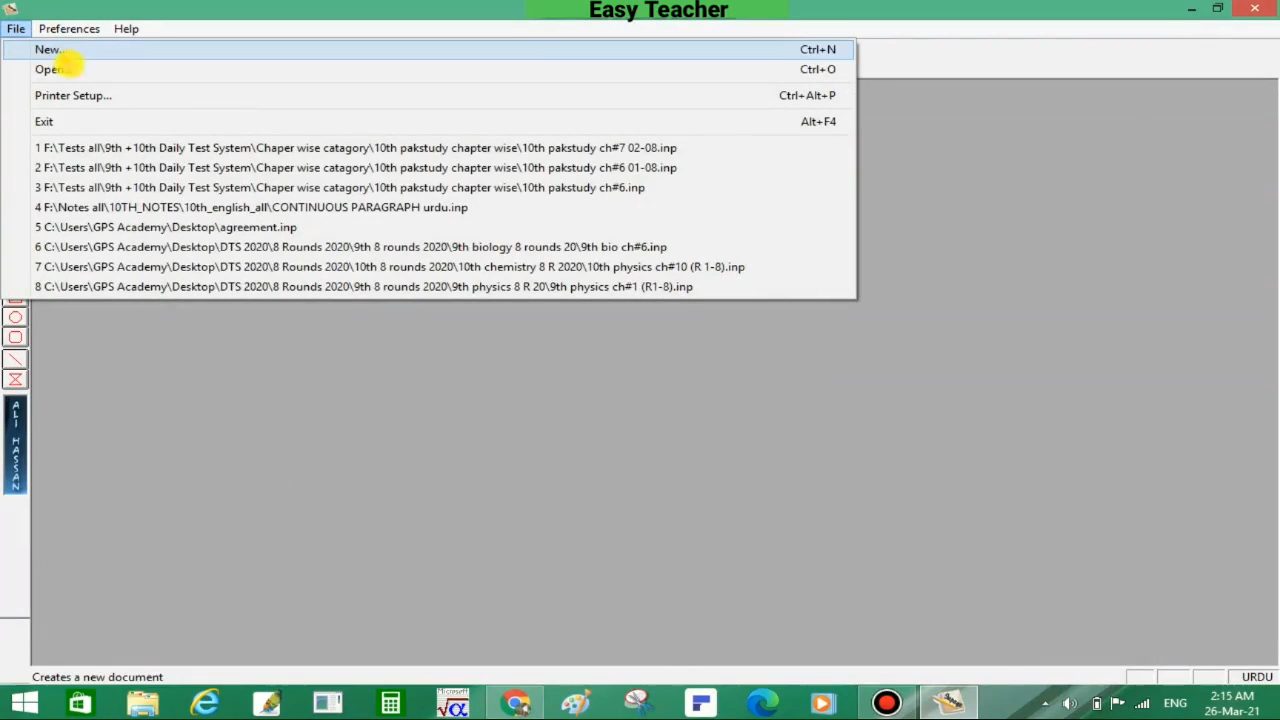 Easy Teacher
File Preferences Help
New... Ctrl+N
Open... Ctrl+O
Printer Setup... Ctrl+Alt+P
Exit Alt+F4
1 F:\Tests all\9th +10th Daily Test System\Chaper wise catagory\10th pakstudy chapter wise\10th pakstudy ch#7 02-08.inp
2 F:\Tests all\9th +10th Daily Test System\Chaper wise catagory\10th pakstudy chapter wise\10th pakstudy ch#6 01-08.inp
3 F:\Tests all\9th +10th Daily Test System\Chaper wise catagory\10th pakstudy chapter wise\10th pakstudy ch#6.inp
4 F:\Notes all\10TH_NOTES\10th_english_all\CONTINUOUS PARAGRAPH urdu.inp
5 C:\Users\GPS Academy\Desktop\agreement.inp
6 C:\Users\GPS Academy\Desktop\DTS 2020\8 Rounds 2020\9th 8 rounds 2020\9th biology 8 rounds 20\9th bio ch#6.inp
7 C:\Users\GPS Academy\Desktop\DTS 2020\8 Rounds 2020\10th 8 rounds 2020\10th chemistry 8 R 2020\10th physics ch#10 (R 1-8).inp
8 C:\Users\GPS Academy\Desktop\DTS 2020\8 Rounds 2020\9th 8 rounds 2020\9th physics 8 R 20\9th physics ch#1 (R1-8).inp
ALI HASSAN
Creates a new document URDU
Microsoft
√α
ENG
2:15 AM
26-Mar-21